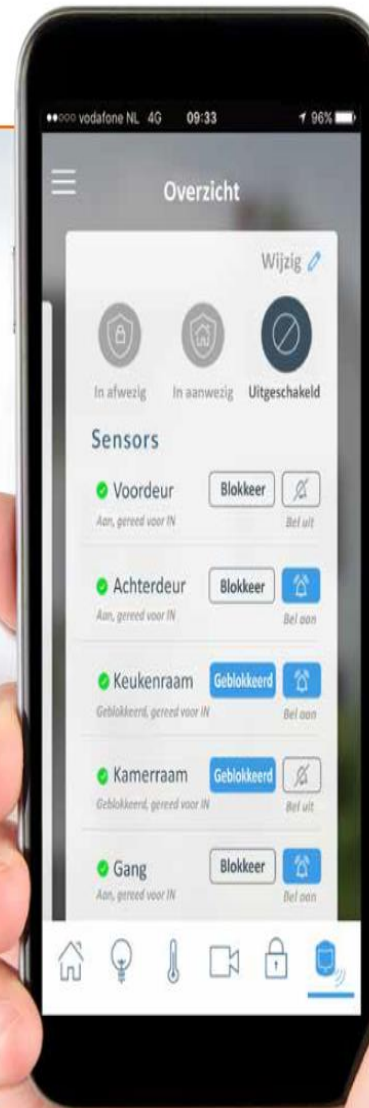 vodafone NL 4G 09:33 96%
Overzicht
Wijzig
In afwezig In aanwezig Uitgeschakeld
Sensors
Voordeur Blokkeer
Aan, gereed voor IN Bel uit
Achterdeur Blokkeer
Aan, gereed voor IN Bel aan
Keukenraam Geblokkeerd
Geblokkeerd, gereed voor IN Bel aan
Kamerraam Geblokkeerd
Geblokkeerd, gereed voor IN Bel uit
Gang Blokkeer
Aan, gereed voor IN Bel aan